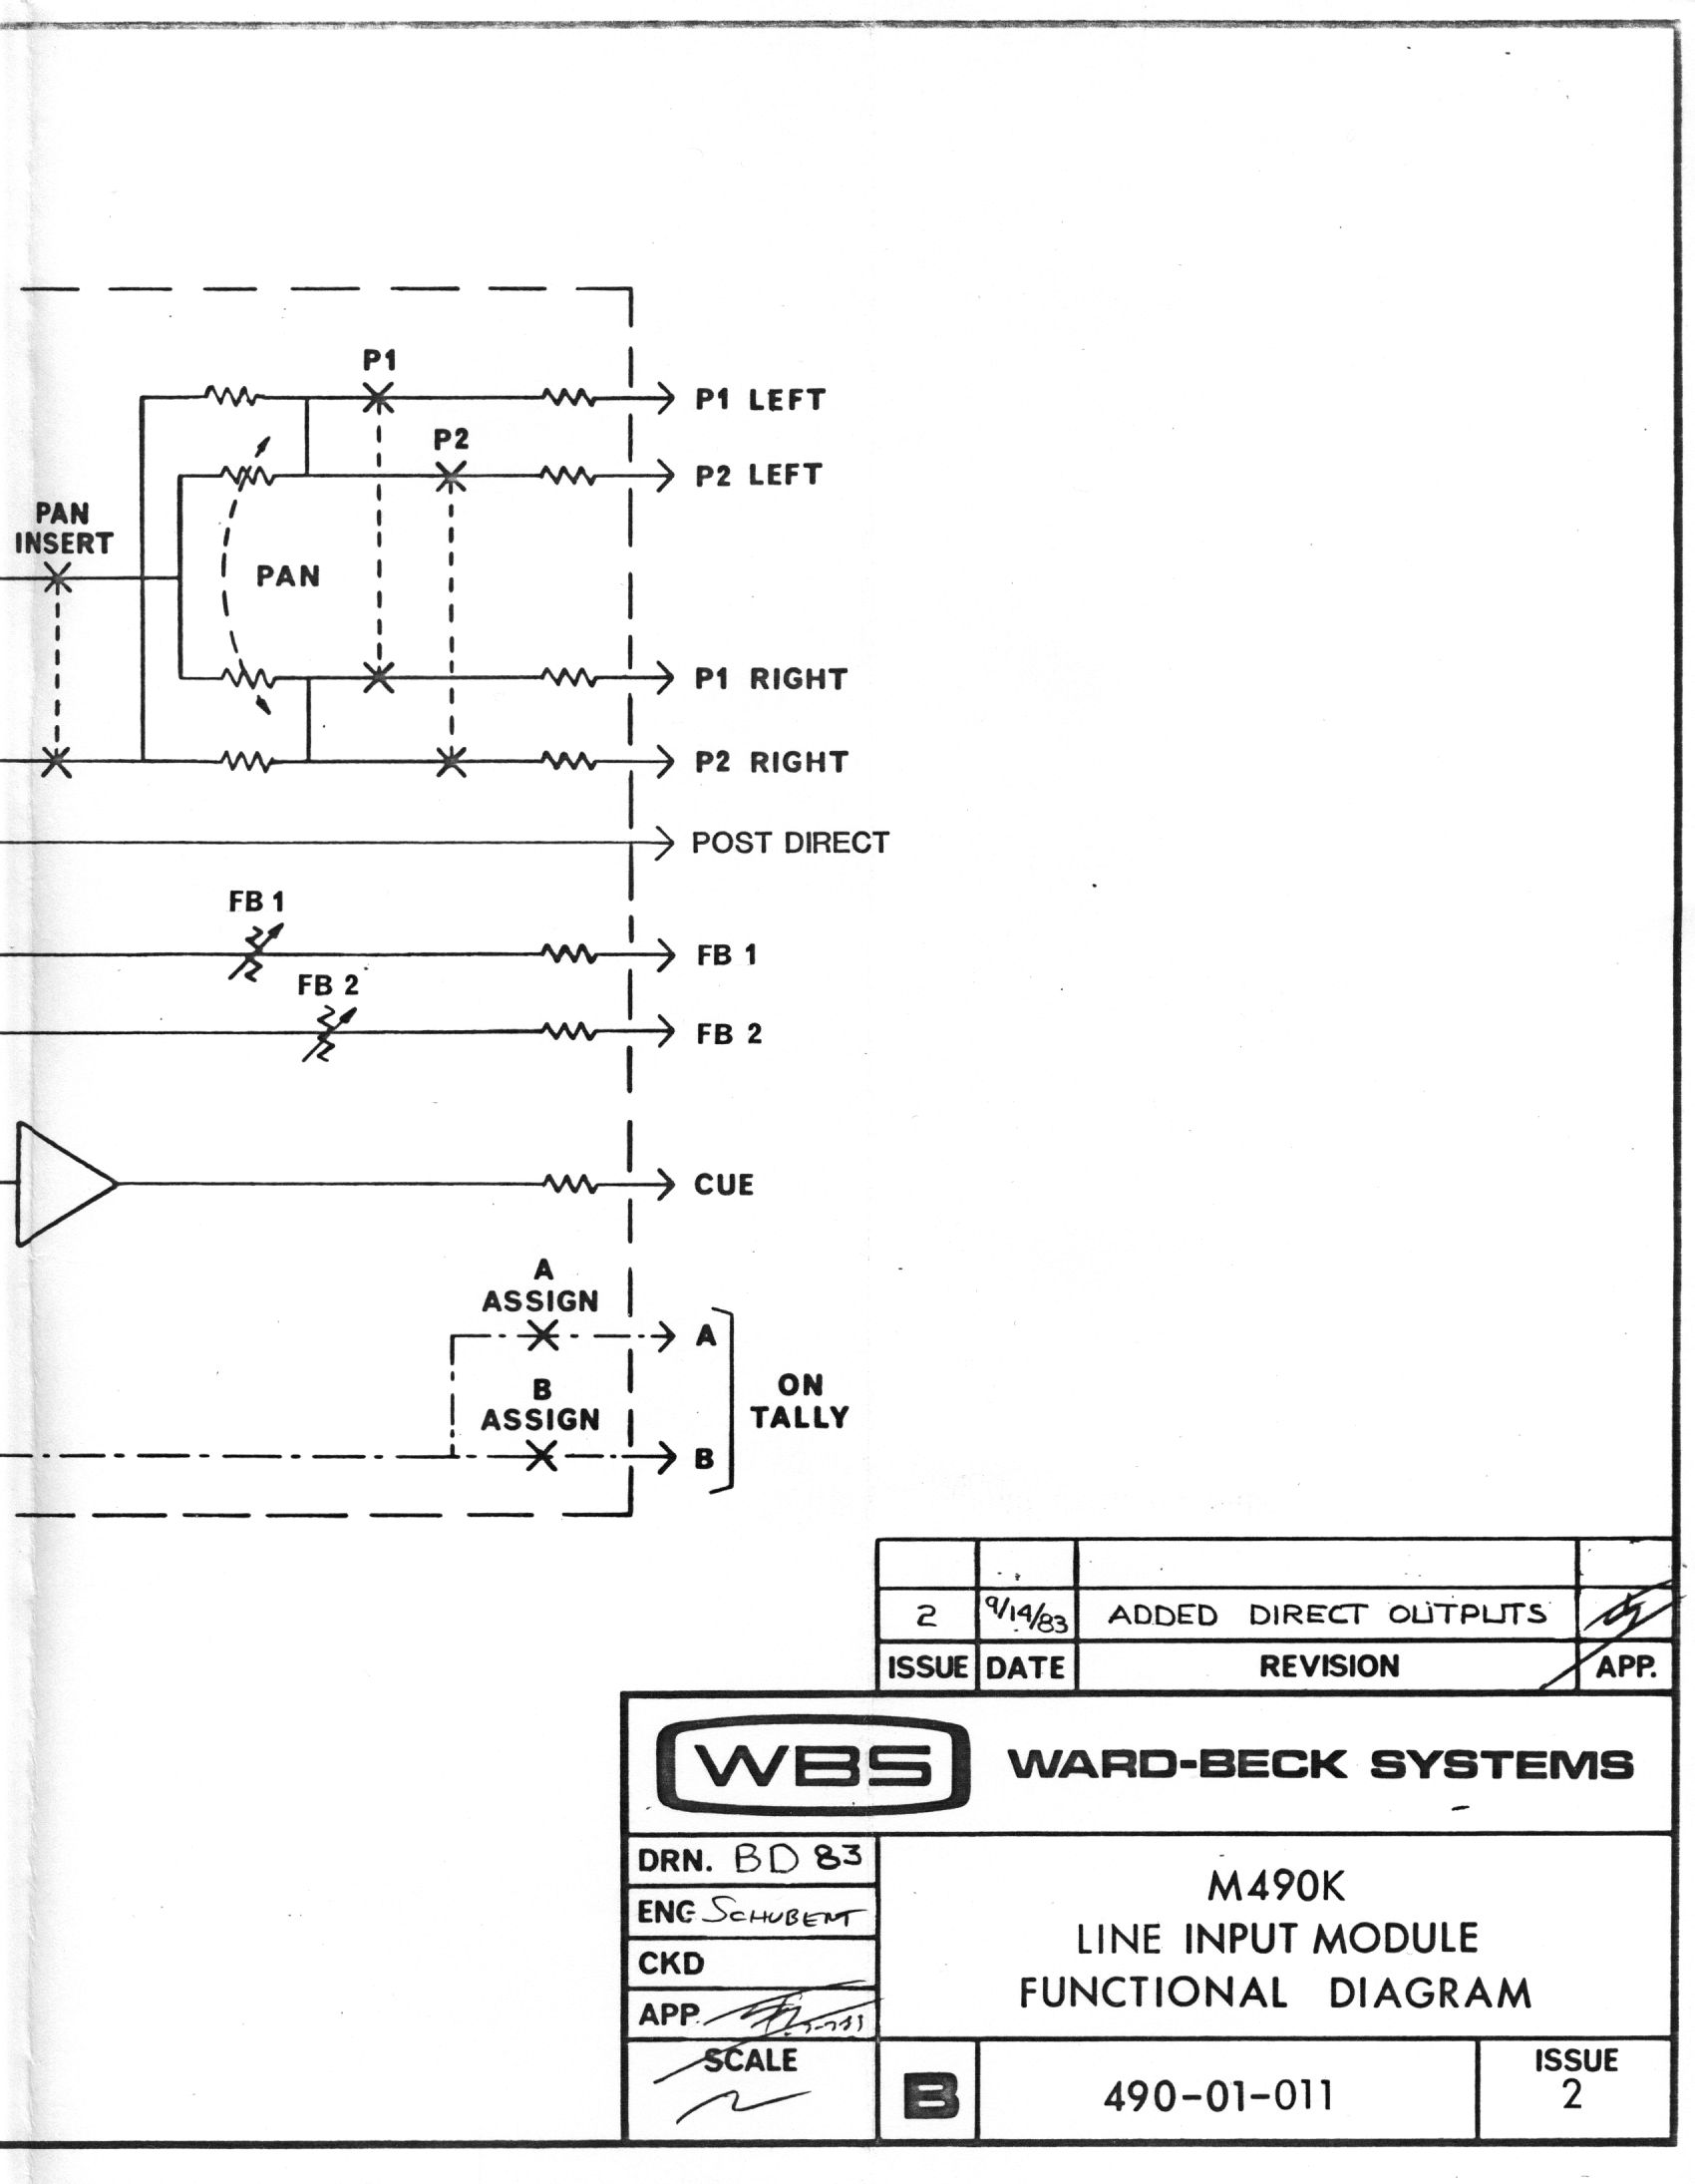 P1
P1 LEFT
P2
P2 LEFT
PAN
INSERT
PAN
P1 RIGHT
P2 RIGHT
POST DIRECT
FB 1
FB 1
FB 2
FB 2
CUE
A
ASSIGN
A
B
ASSIGN
B
ON
TALLY
2 9/14/83 ADDED DIRECT OUTPUTS
ISSUE DATE REVISION APP.
WBS WARD-BECK SYSTEMS
DRN. BD 83
ENG SCHUBERT
CKD
APP.
SCALE
M490K
LINE INPUT MODULE
FUNCTIONAL DIAGRAM
B
490-01-011
ISSUE
2